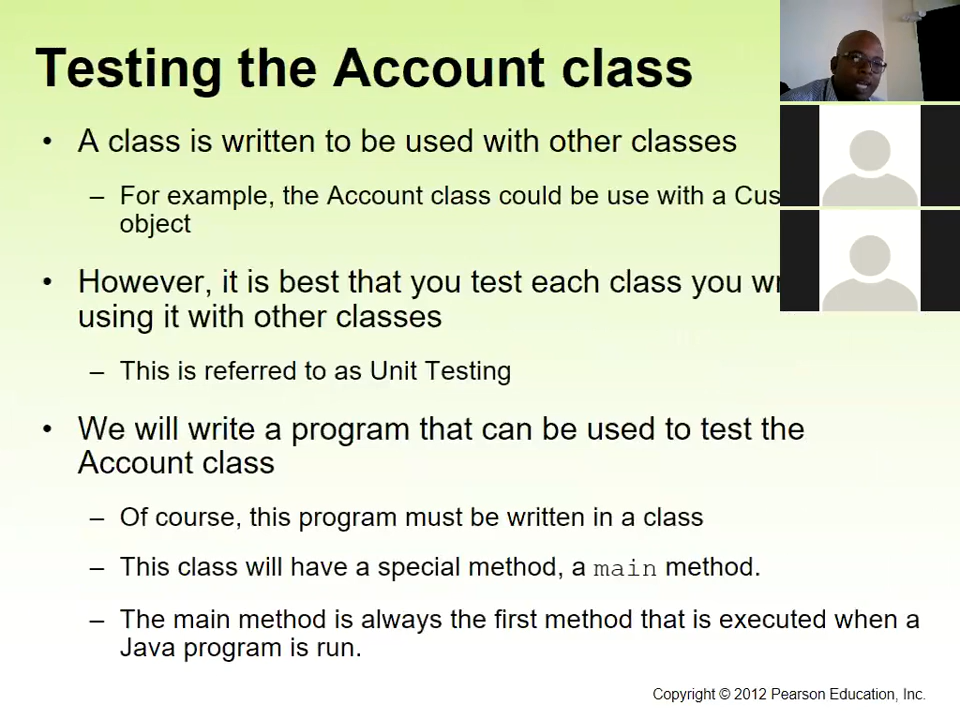 Testing the Account class
• A class is written to be used with other classes
– For example, the Account class could be use with a Cus
object
• However, it is best that you test each class you wr
using it with other classes
– This is referred to as Unit Testing
• We will write a program that can be used to test the
Account class
– Of course, this program must be written in a class
– This class will have a special method, a main method.
– The main method is always the first method that is executed when a
Java program is run.
Copyright © 2012 Pearson Education, Inc.